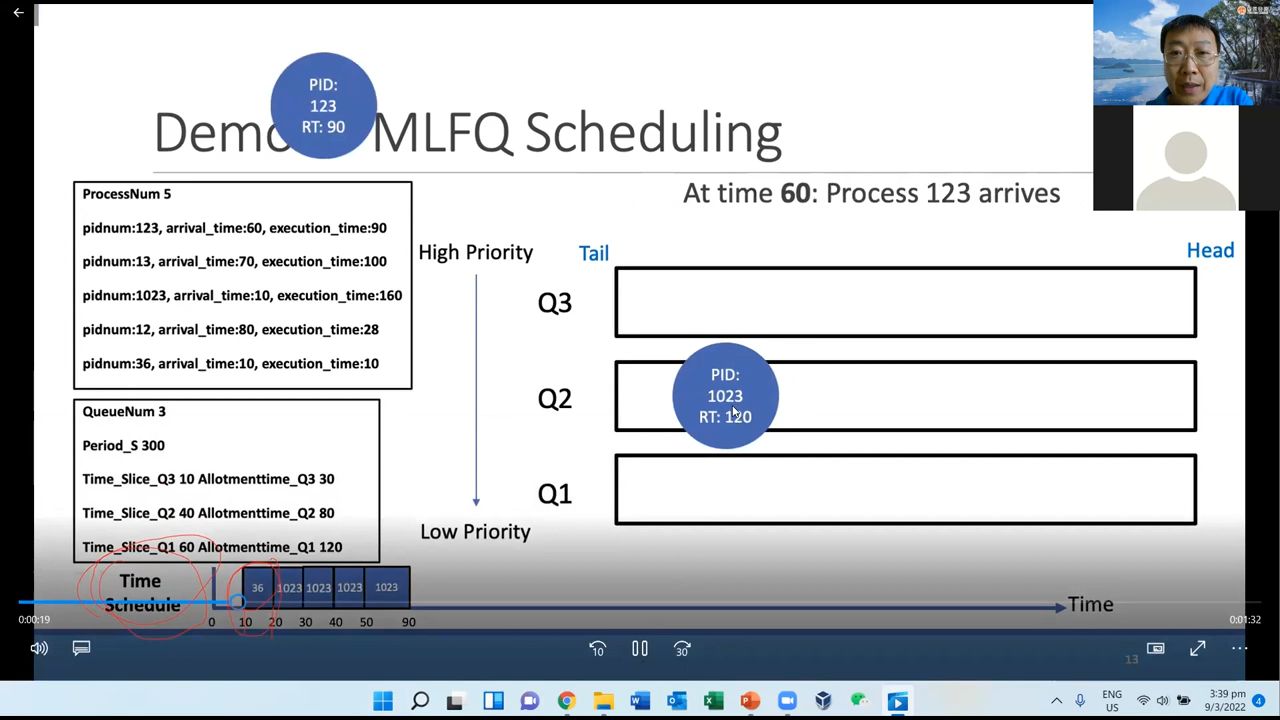 PID:
123
RT: 90
Demo MLFQ Scheduling
At time 60: Process 123 arrives
ProcessNum 5
pidnum:123, arrival_time:60, execution_time:90
pidnum:13, arrival_time:70, execution_time:100
pidnum:1023, arrival_time:10, execution_time:160
pidnum:12, arrival_time:80, execution_time:28
pidnum:36, arrival_time:10, execution_time:10
QueueNum 3
Period_S 300
Time_Slice_Q3 10 Allotmenttime_Q3 30
Time_Slice_Q2 40 Allotmenttime_Q2 80
Time_Slice_Q1 60 Allotmenttime_Q1 120
High Priority
Low Priority
Tail
Head
Q3
Q2
PID:
1023
RT: 120
Q1
Time
Schedule
36 1023 1023 1023 1023
Time
0 10 20 30 40 50 90
0:00:19
0:01:32
10
30
13
ENG
US
3:39 pm
9/3/2022
4